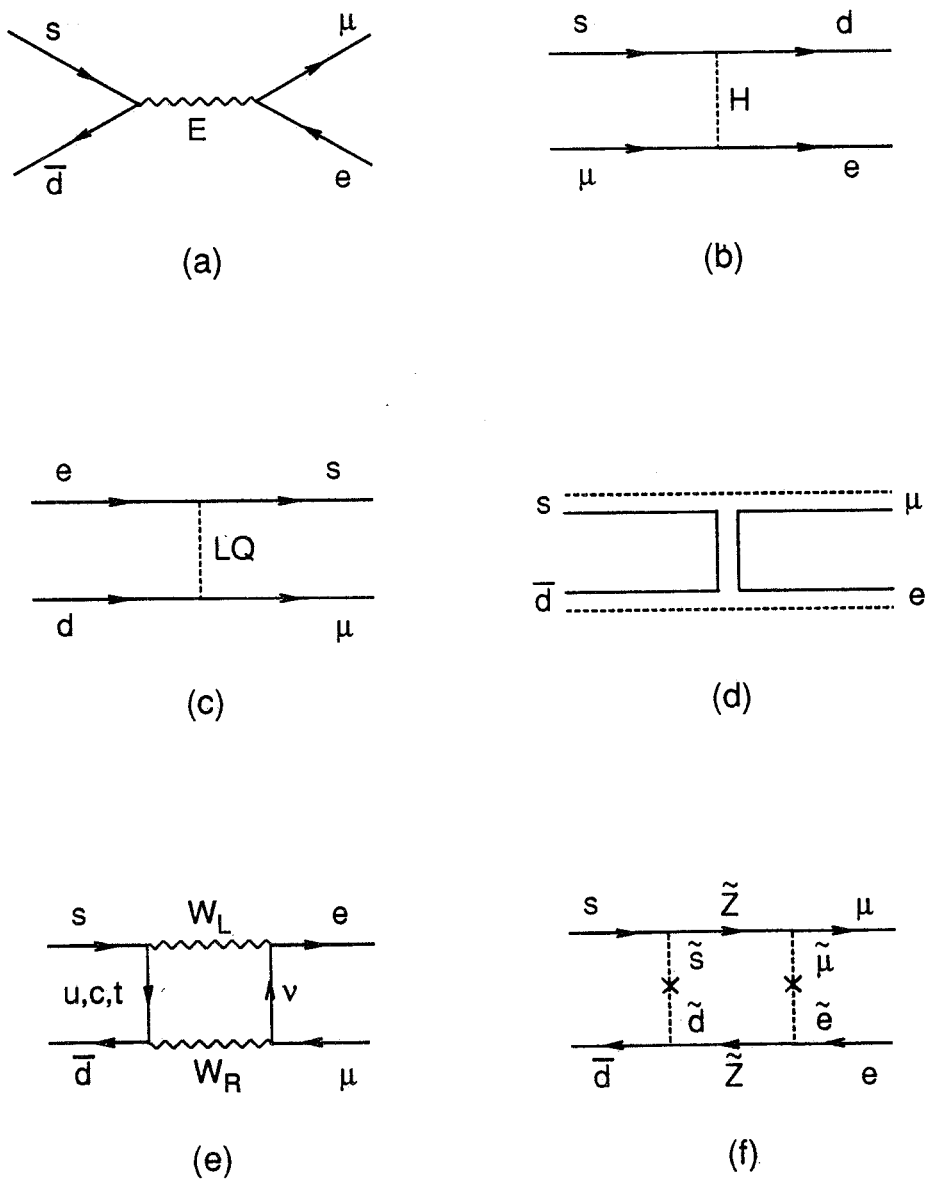 s μ
E
d̅ e
(a)
s d
H
μ e
(b)
e s
LQ
d μ
(c)
s μ
d̅ e
(d)
s W_L e
u,c,t ν
d̅ W_R μ
(e)
s Z̃ μ
s̃ μ̃
d̃ ẽ
d̅ Z̃ e
(f)